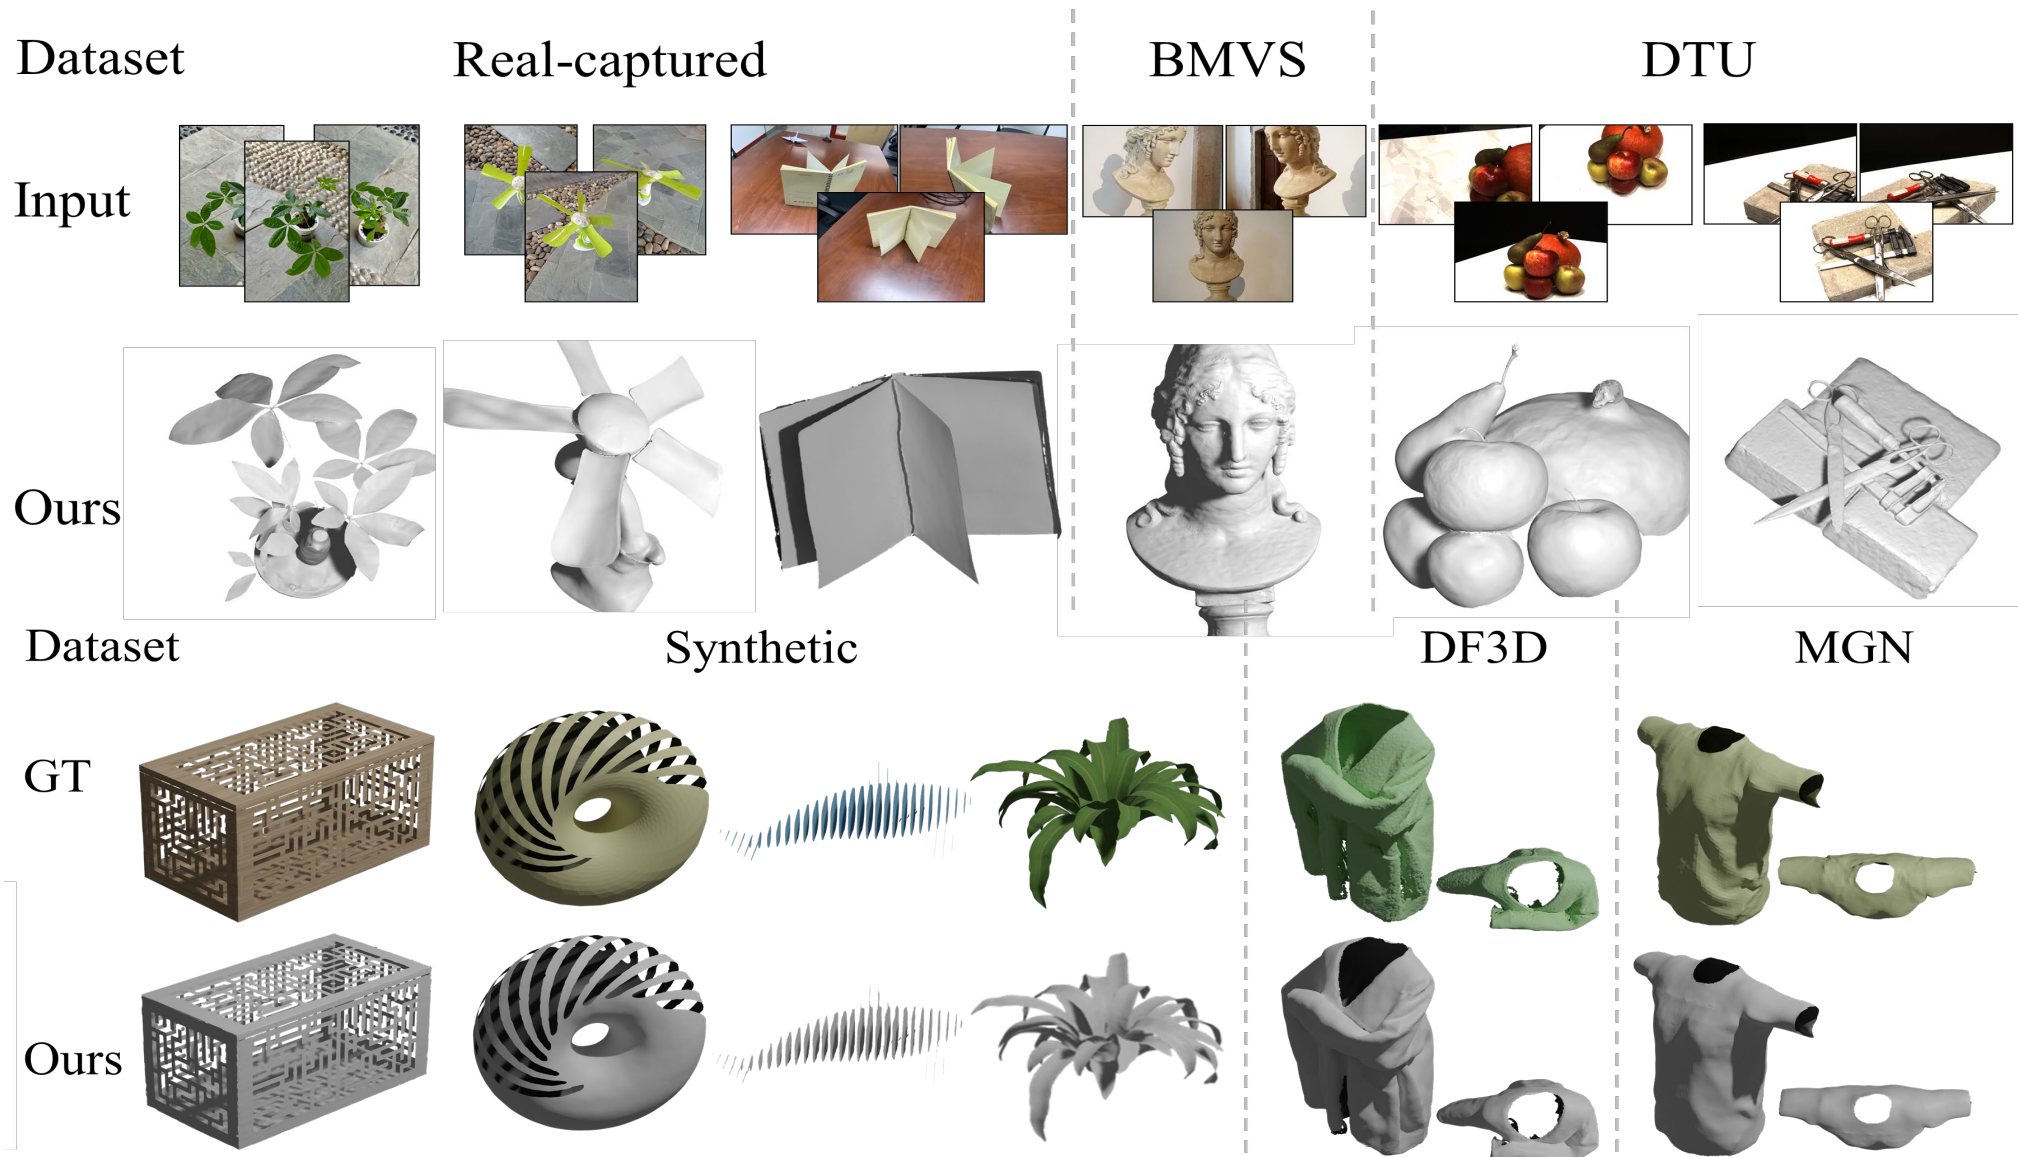 Dataset Real-captured BMVS DTU
Input
Ours
Dataset Synthetic DF3D MGN
GT
Ours